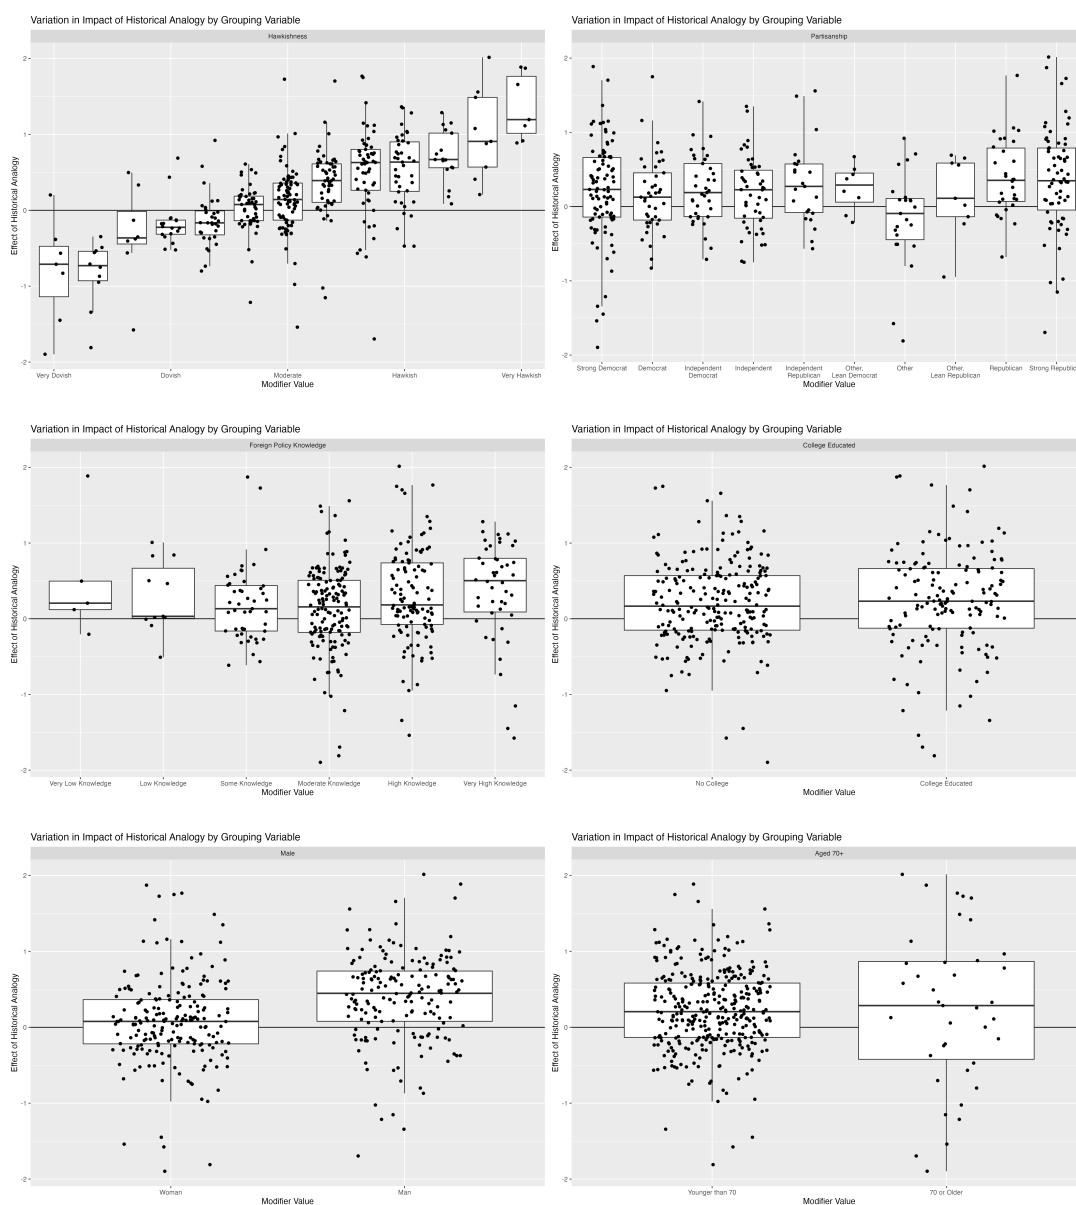 Variation in Impact of Historical Analogy by Grouping Variable
Hawkishness
Effect of Historical Analogy
2
1
0
-1
-2
Very Dovish
Dovish
Moderate
Hawkish
Very Hawkish
Modifier Value
Variation in Impact of Historical Analogy by Grouping Variable
Partisanship
Effect of Historical Analogy
2
1
0
-1
-2
Strong Democrat
Democrat
Independent
Democrat
Independent
Independent
Republican
Other,
Lean Democrat
Other
Other,
Lean Republican
Republican
Strong Republic
Modifier Value
Variation in Impact of Historical Analogy by Grouping Variable
Foreign Policy Knowledge
Effect of Historical Analogy
2
1
0
-1
-2
Very Low Knowledge
Low Knowledge
Some Knowledge
Moderate Knowledge
High Knowledge
Very High Knowledge
Modifier Value
Variation in Impact of Historical Analogy by Grouping Variable
College Educated
Effect of Historical Analogy
2
1
0
-1
-2
No College
College Educated
Modifier Value
Variation in Impact of Historical Analogy by Grouping Variable
Male
Effect of Historical Analogy
2
1
0
-1
-2
Woman
Man
Modifier Value
Variation in Impact of Historical Analogy by Grouping Variable
Aged 70+
Effect of Historical Analogy
2
1
0
-1
-2
Younger than 70
70 or Older
Modifier Value